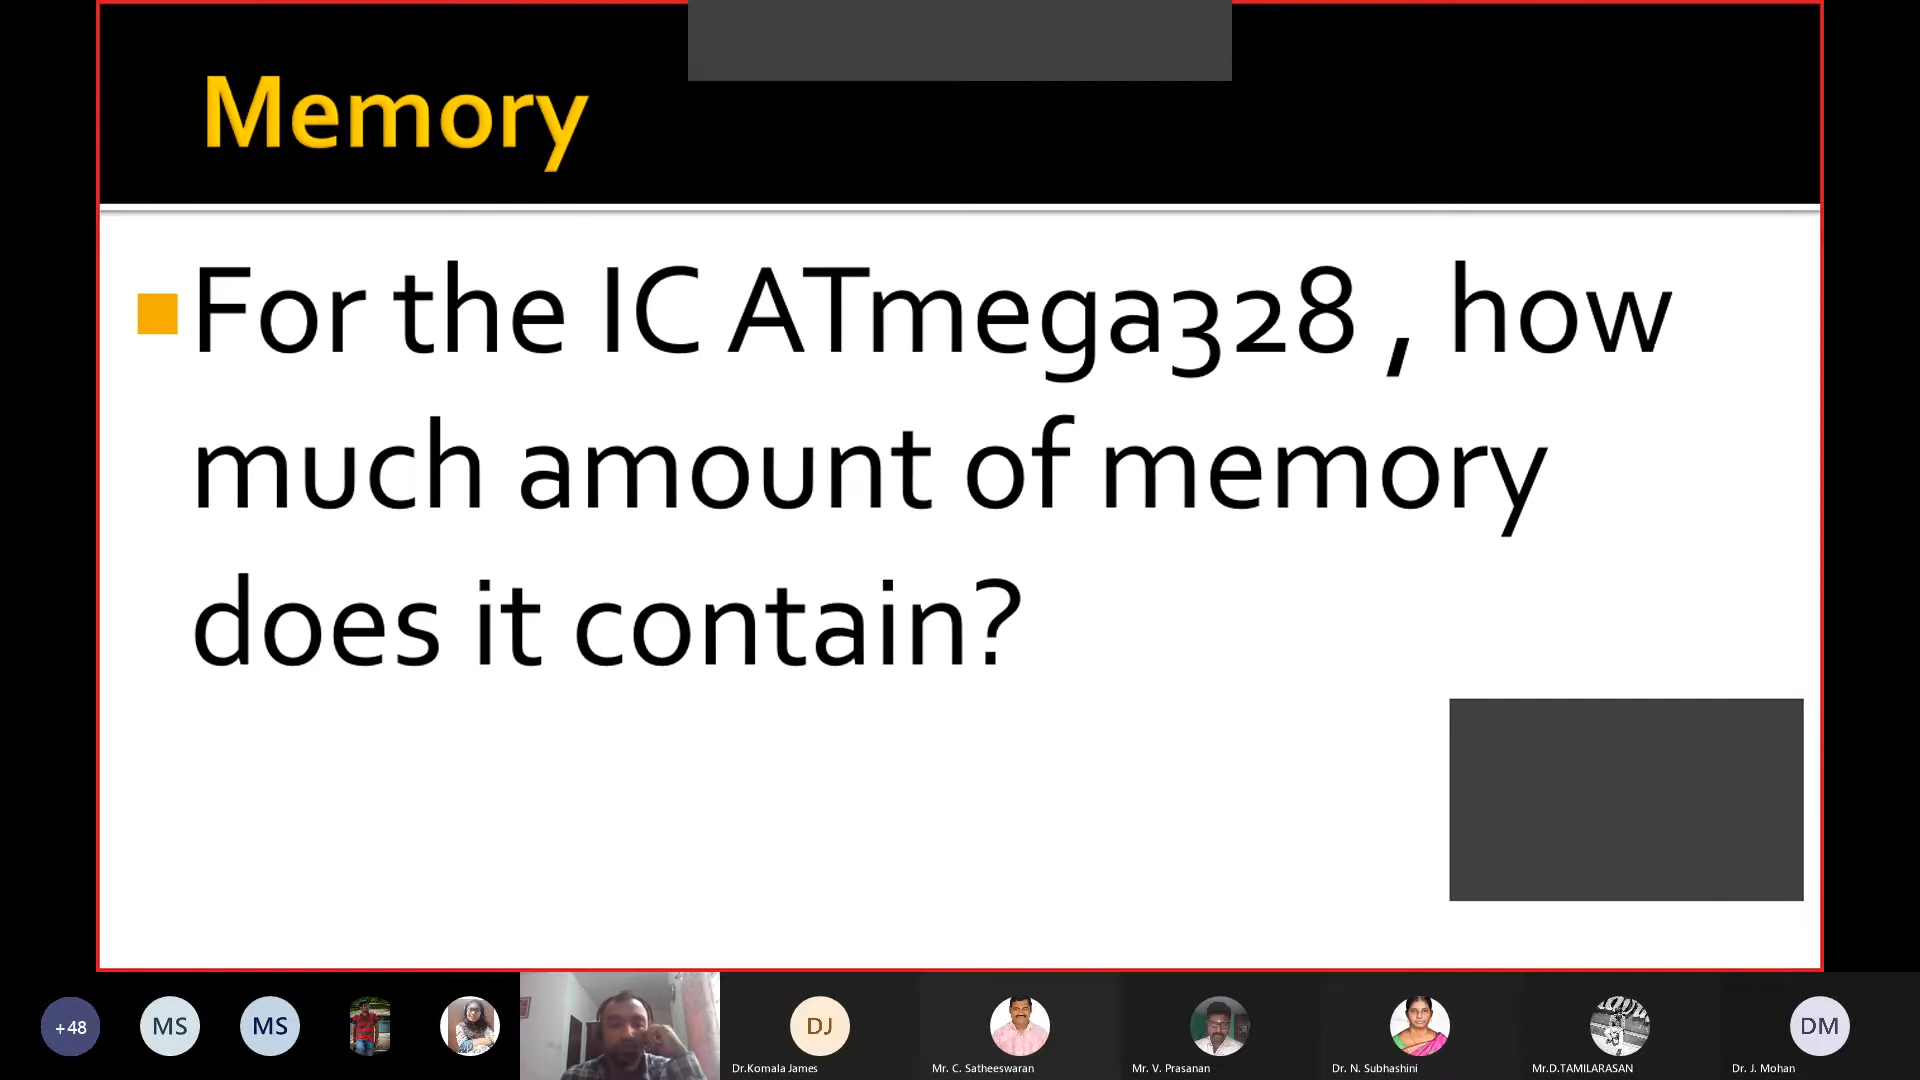 Memory
For the IC ATmega328 , how
much amount of memory
does it contain?
+48
MS
MS
DJ
DM
Dr.Komala James
Mr. C. Satheeswaran
Mr. V. Prasanan
Dr. N. Subhashini
Mr.D.TAMILARASAN
Dr. J. Mohan